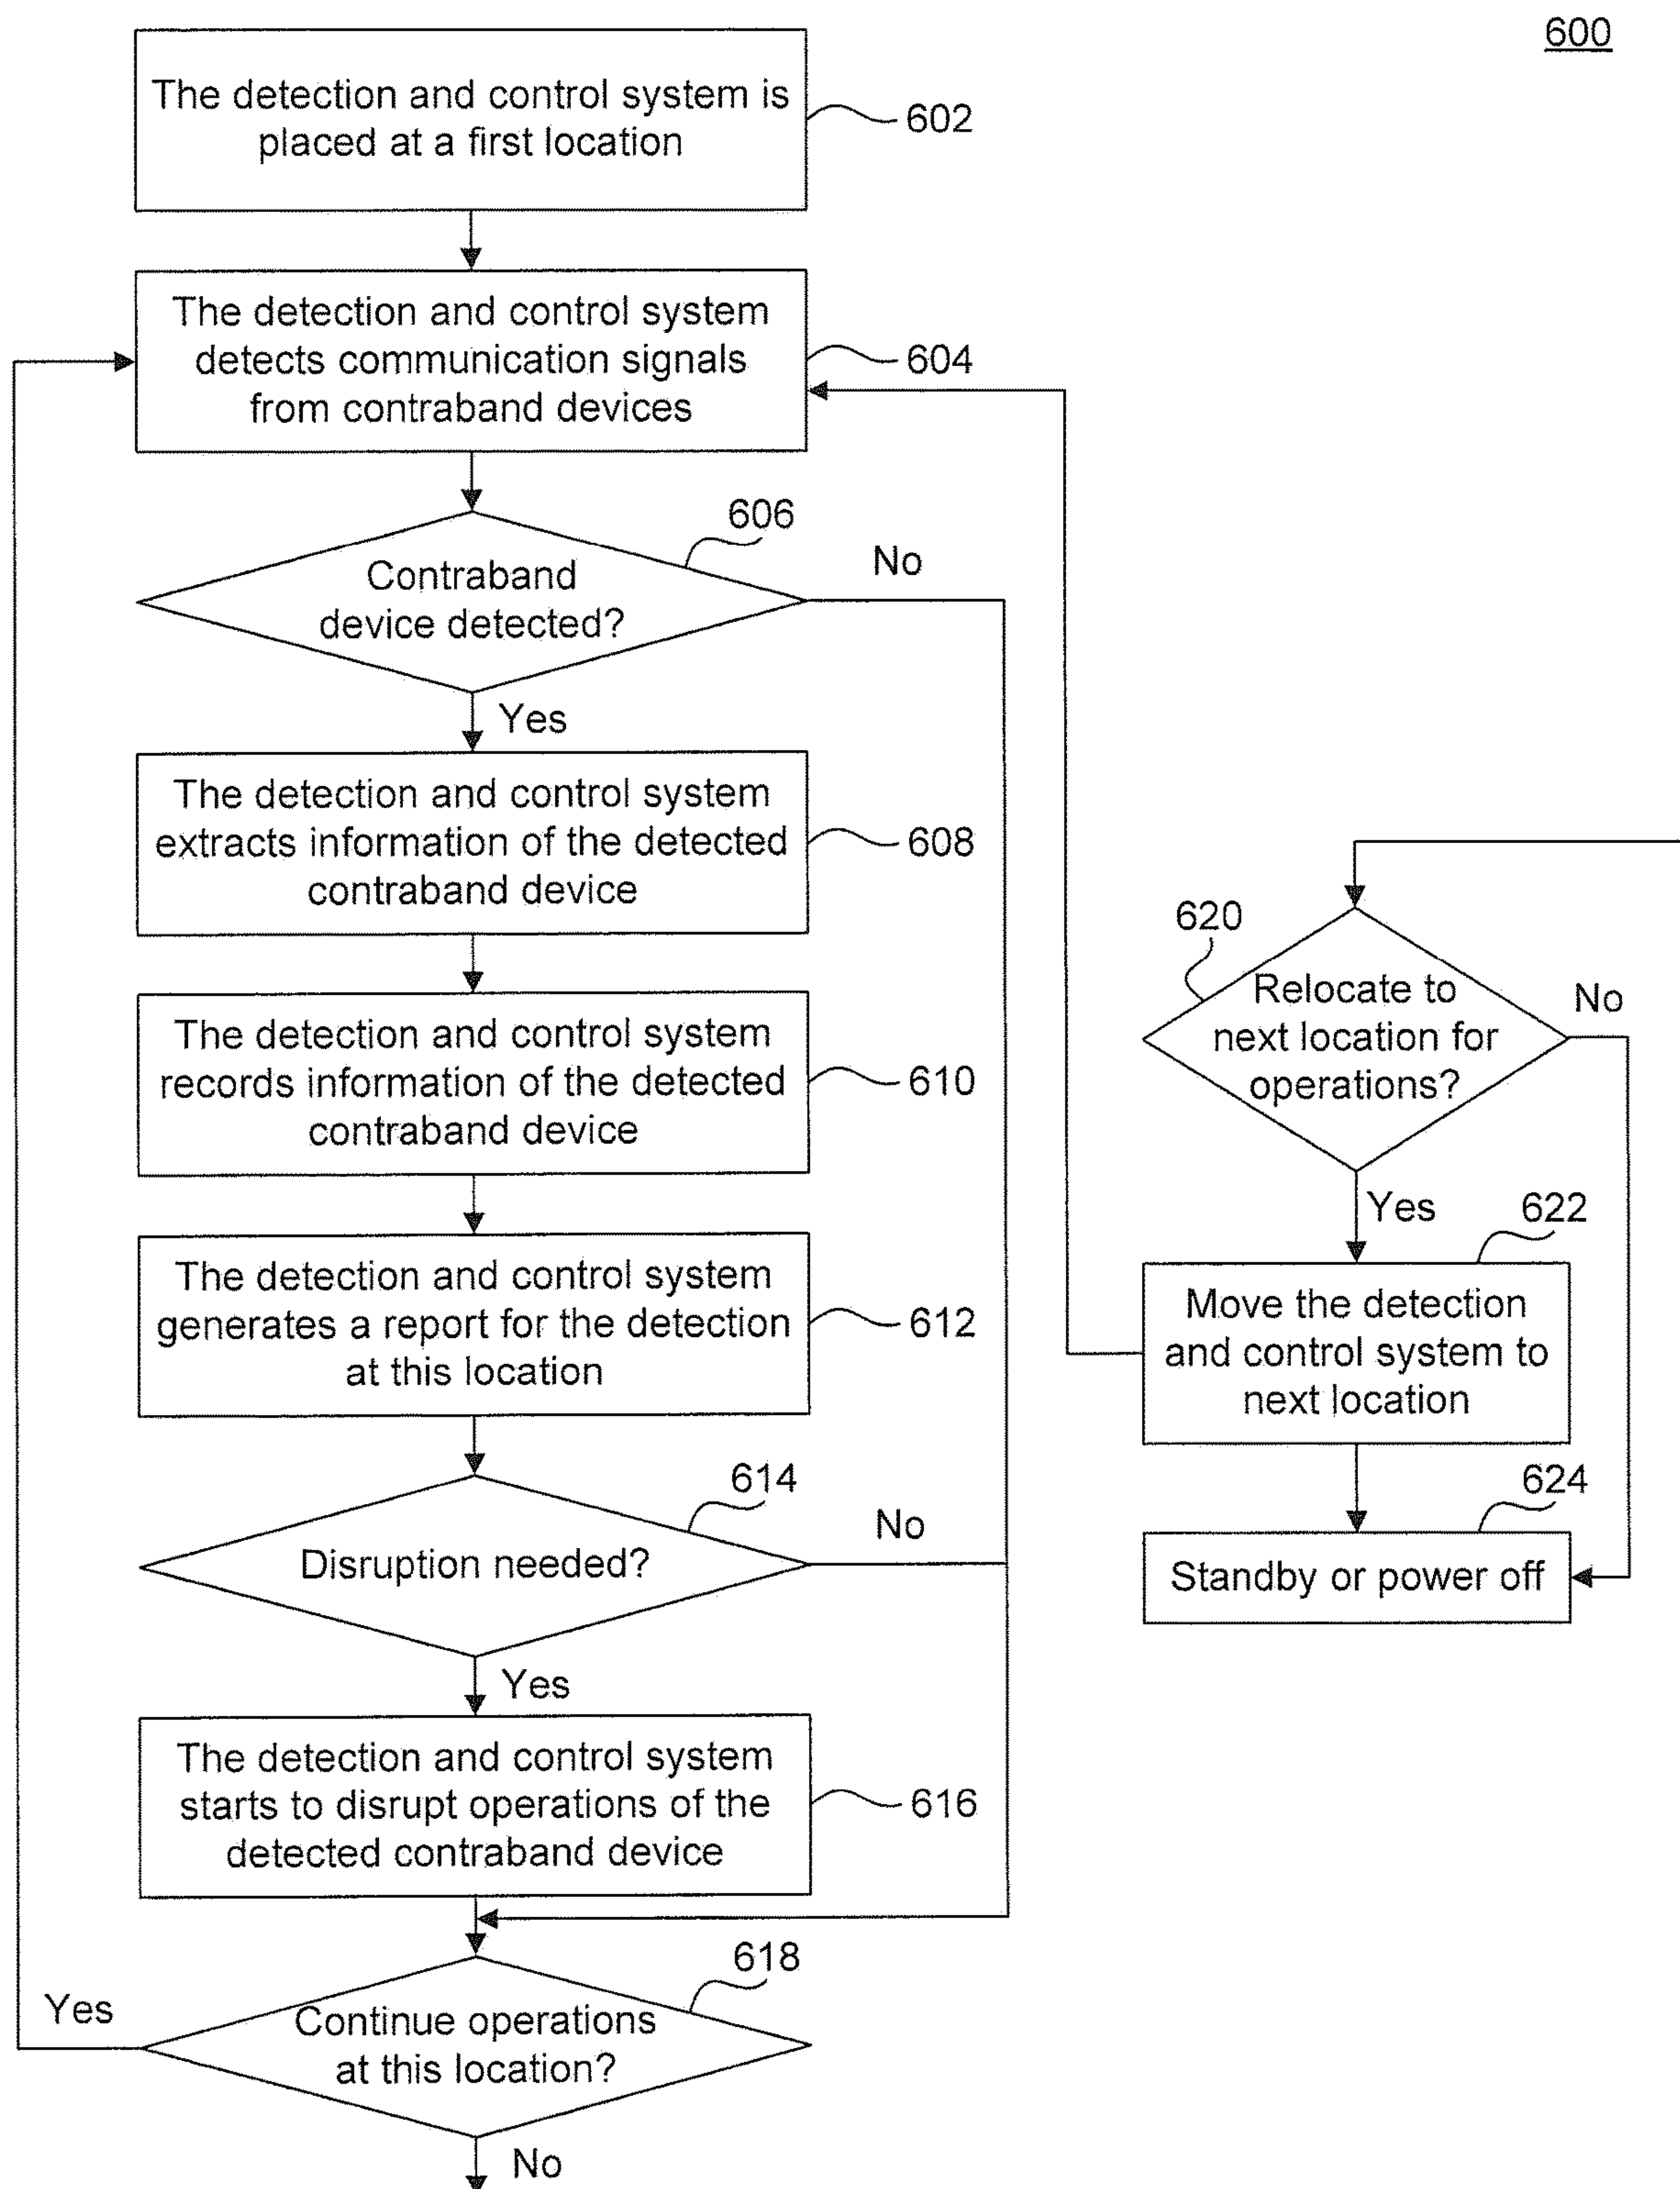 600
The detection and control system is
placed at a first location
602
The detection and control system
detects communication signals
from contraband devices
604
606
Contraband
device detected?
No
Yes
The detection and control system
extracts information of the detected
contraband device
608
The detection and control system
records information of the detected
contraband device
610
The detection and control system
generates a report for the detection
at this location
612
614
Disruption needed?
No
Yes
The detection and control system
starts to disrupt operations of the
detected contraband device
616
618
Continue operations
at this location?
Yes
No
620
Relocate to
next location for
operations?
No
Yes
622
Move the detection
and control system to
next location
624
Standby or power off